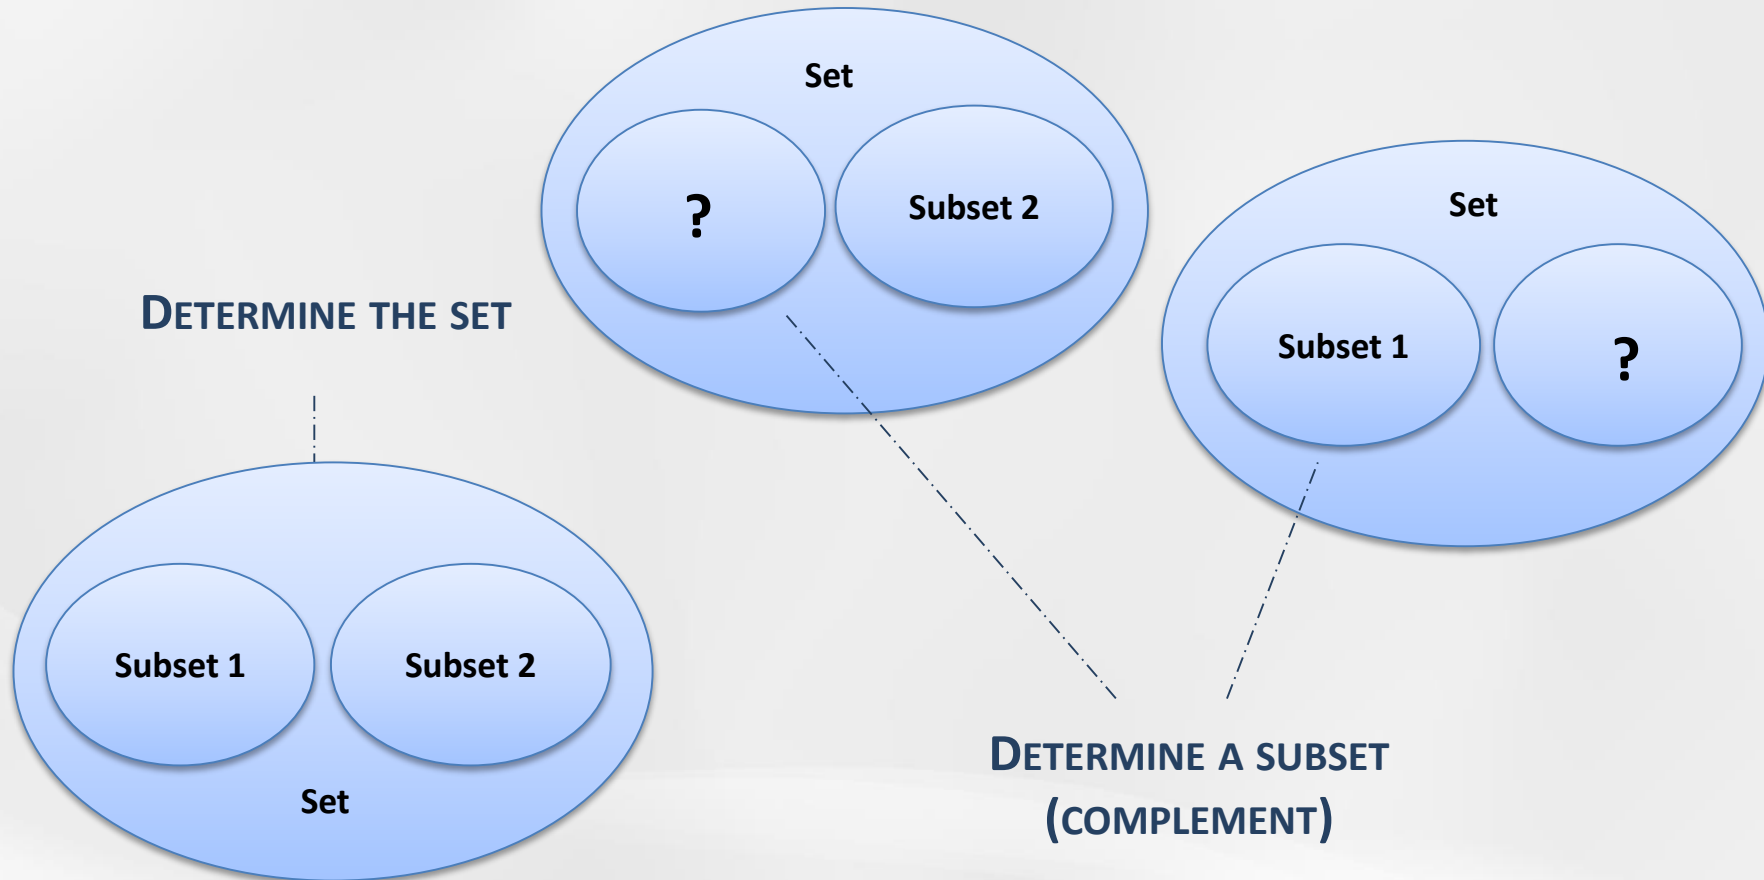 Set
?
Subset 2
Set
Subset 1
?
DETERMINE THE SET
Subset 1
Subset 2
Set
DETERMINE A SUBSET
(COMPLEMENT)